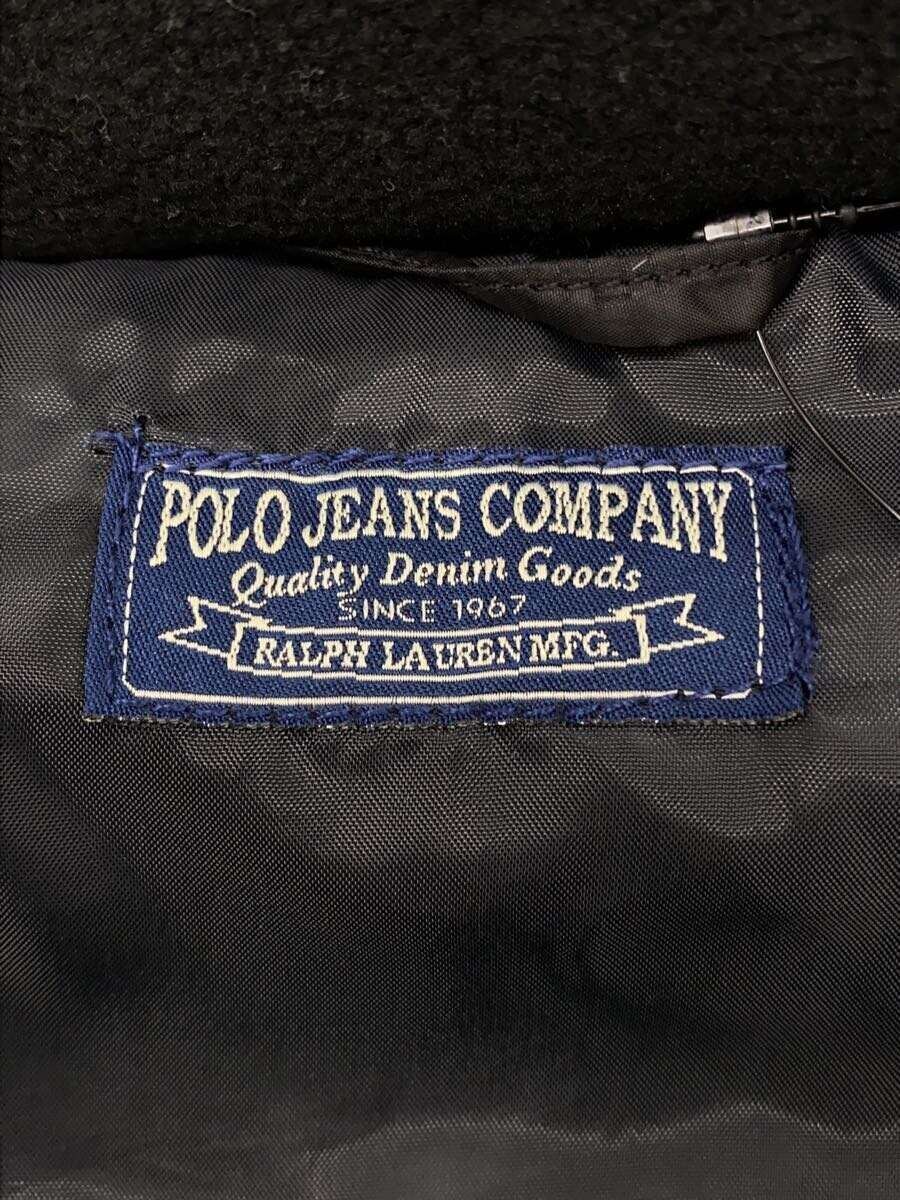 POLO JEANS COMPANY
Quality Denim Goods
SINCE 1967
RALPH LAUREN MFG.